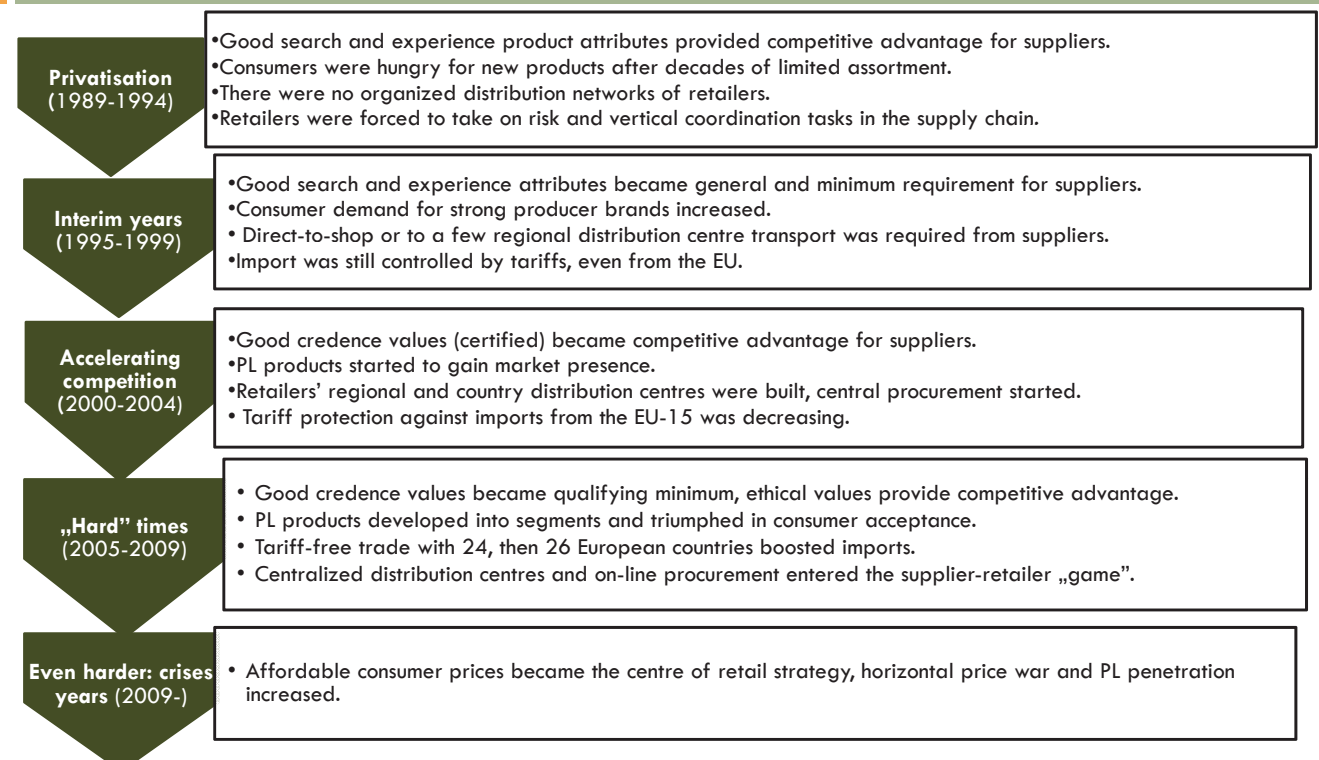 Privatisation
(1989-1994)
•Good search and experience product attributes provided competitive advantage for suppliers.
•Consumers were hungry for new products after decades of limited assortment.
•There were no organized distribution networks of retailers.
•Retailers were forced to take on risk and vertical coordination tasks in the supply chain.
Interim years
(1995-1999)
•Good search and experience attributes became general and minimum requirement for suppliers.
•Consumer demand for strong producer brands increased.
• Direct-to-shop or to a few regional distribution centre transport was required from suppliers.
•Import was still controlled by tariffs, even from the EU.
Accelerating
competition
(2000-2004)
•Good credence values (certified) became competitive advantage for suppliers.
•PL products started to gain market presence.
•Retailers' regional and country distribution centres were built, central procurement started.
• Tariff protection against imports from the EU-15 was decreasing.
„Hard” times
(2005-2009)
• Good credence values became qualifying minimum, ethical values provide competitive advantage.
• PL products developed into segments and triumphed in consumer acceptance.
• Tariff-free trade with 24, then 26 European countries boosted imports.
• Centralized distribution centres and on-line procurement entered the supplier-retailer „game”.
Even harder: crises
years (2009-)
• Affordable consumer prices became the centre of retail strategy, horizontal price war and PL penetration
increased.